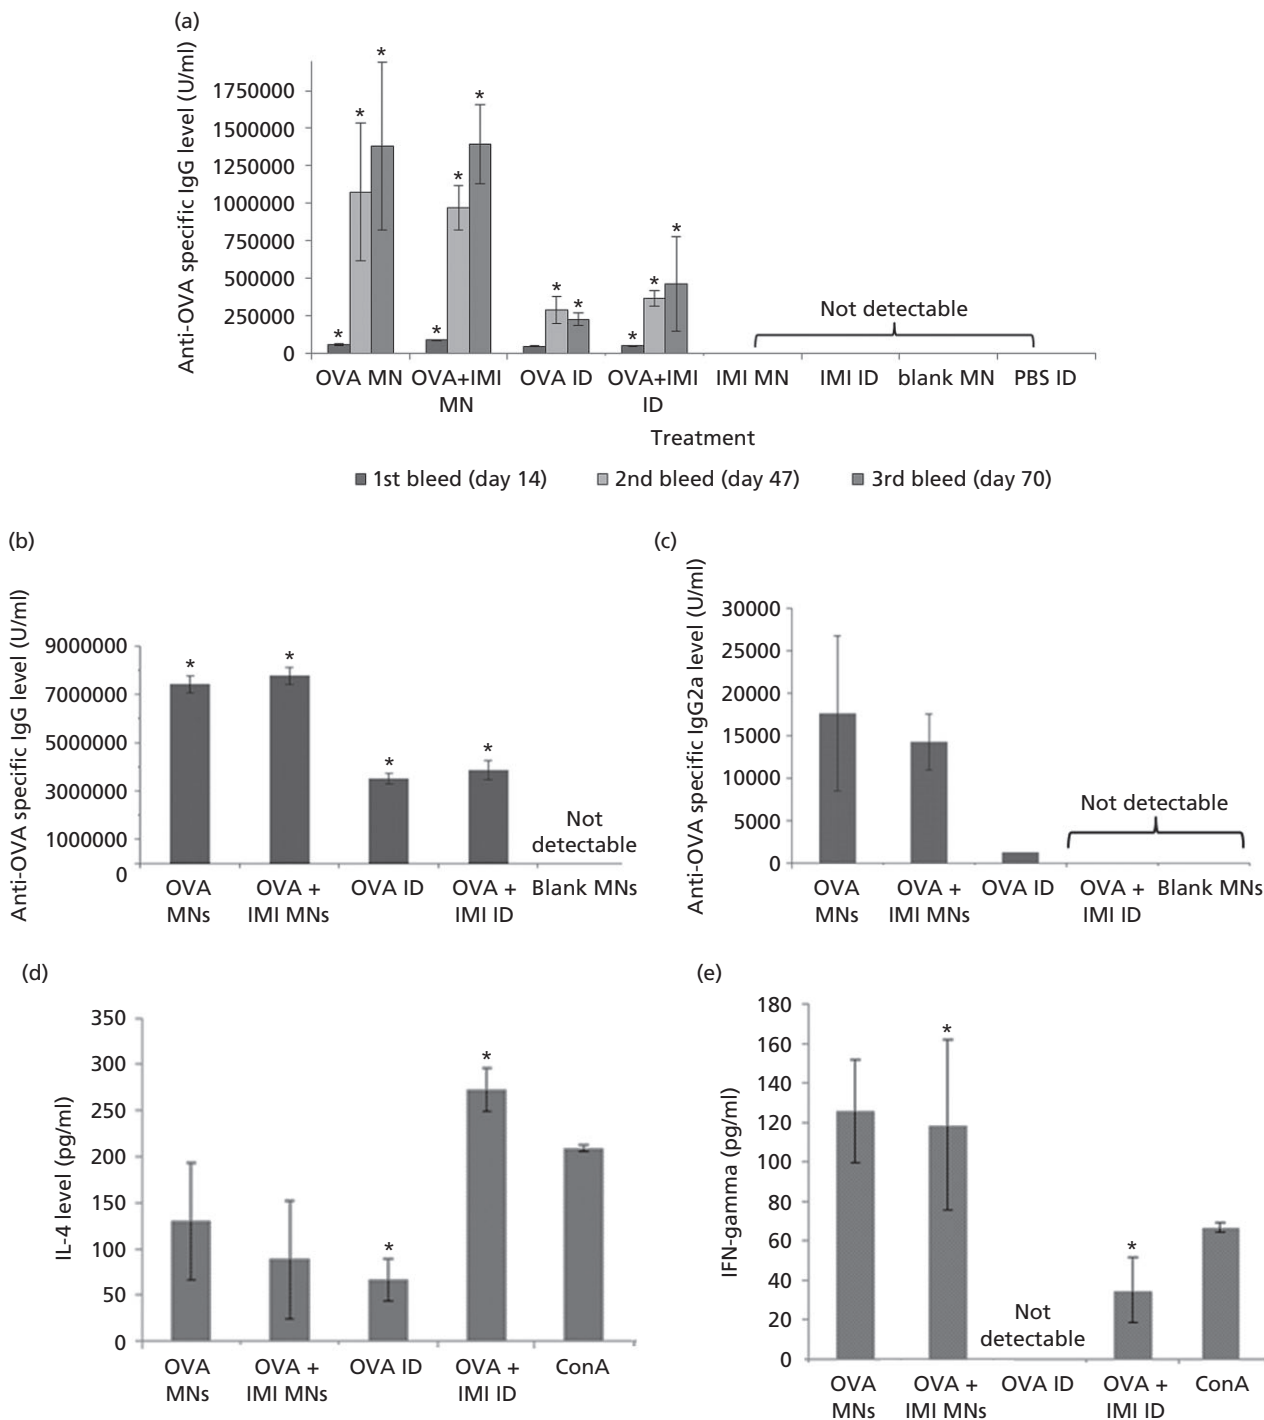 (a)
Anti-OVA specific IgG level (U/ml)
1750000
1500000
1250000
1000000
750000
500000
250000
0
* * * * * * * * * * *
Not detectable
OVA MN
OVA+IMI
MN
OVA ID
OVA+IMI
ID
IMI MN
IMI ID
blank MN
PBS ID
Treatment
1st bleed (day 14)
2nd bleed (day 47)
3rd bleed (day 70)
(b)
Anti-OVA specific IgG level (U/ml)
9000000
7000000
5000000
3000000
1000000
0
* * * *
Not
detectable
OVA
MNs
OVA +
IMI MNs
OVA ID
OVA +
IMI ID
Blank MNs
(c)
Anti-OVA specific IgG2a level (U/ml)
30000
25000
20000
15000
10000
5000
0
Not detectable
OVA
MNs
OVA +
IMI MNs
OVA ID
OVA +
IMI ID
Blank MNs
(d)
IL-4 level (pg/ml)
350
300
250
200
150
100
50
0
* *
OVA
MNs
OVA +
IMI MNs
OVA ID
OVA +
IMI ID
ConA
(e)
IFN-gamma (pg/ml)
180
160
140
120
100
80
60
40
20
0
* *
Not
detectable
OVA
MNs
OVA +
IMI MNs
OVA ID
OVA +
IMI ID
ConA